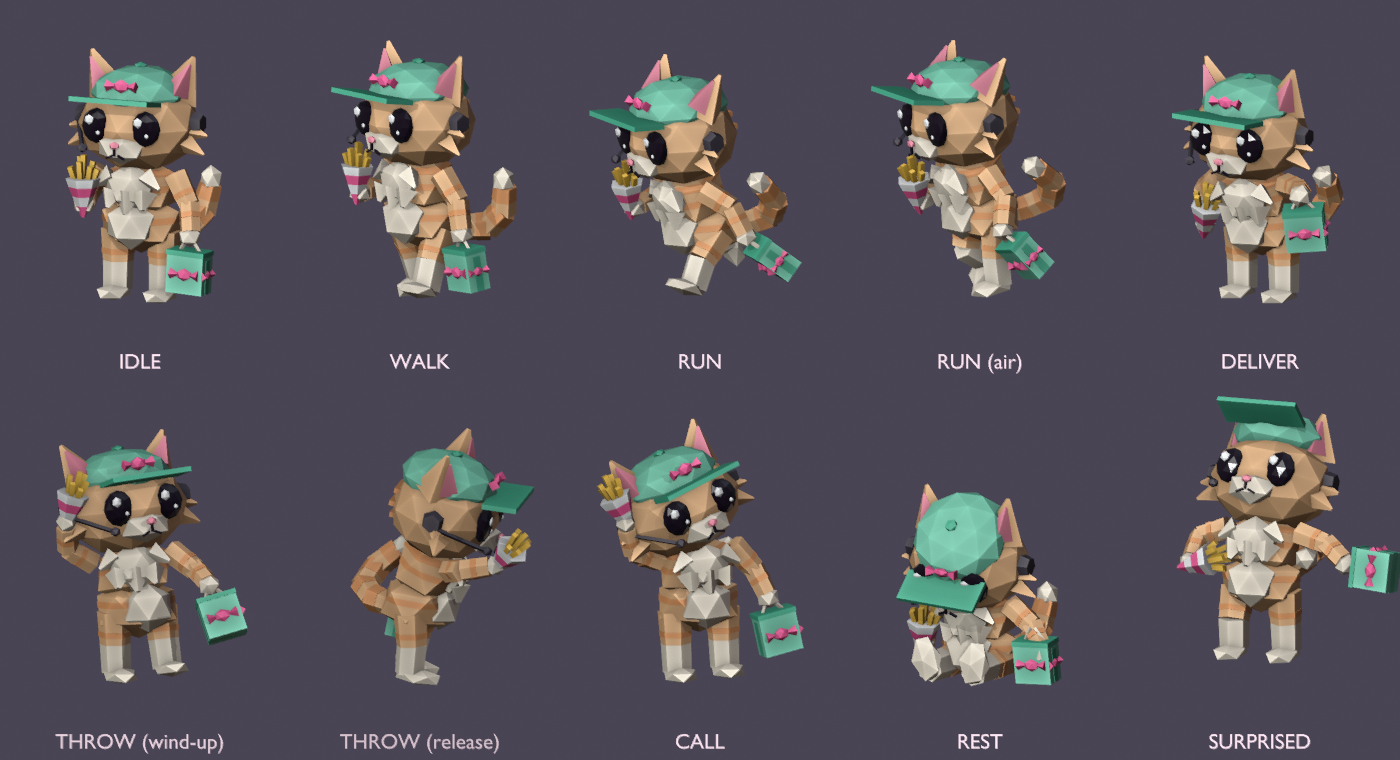 IDLE
WALK
RUN
RUN (air)
DELIVER
THROW (wind-up)
THROW (release)
CALL
REST
SURPRISED